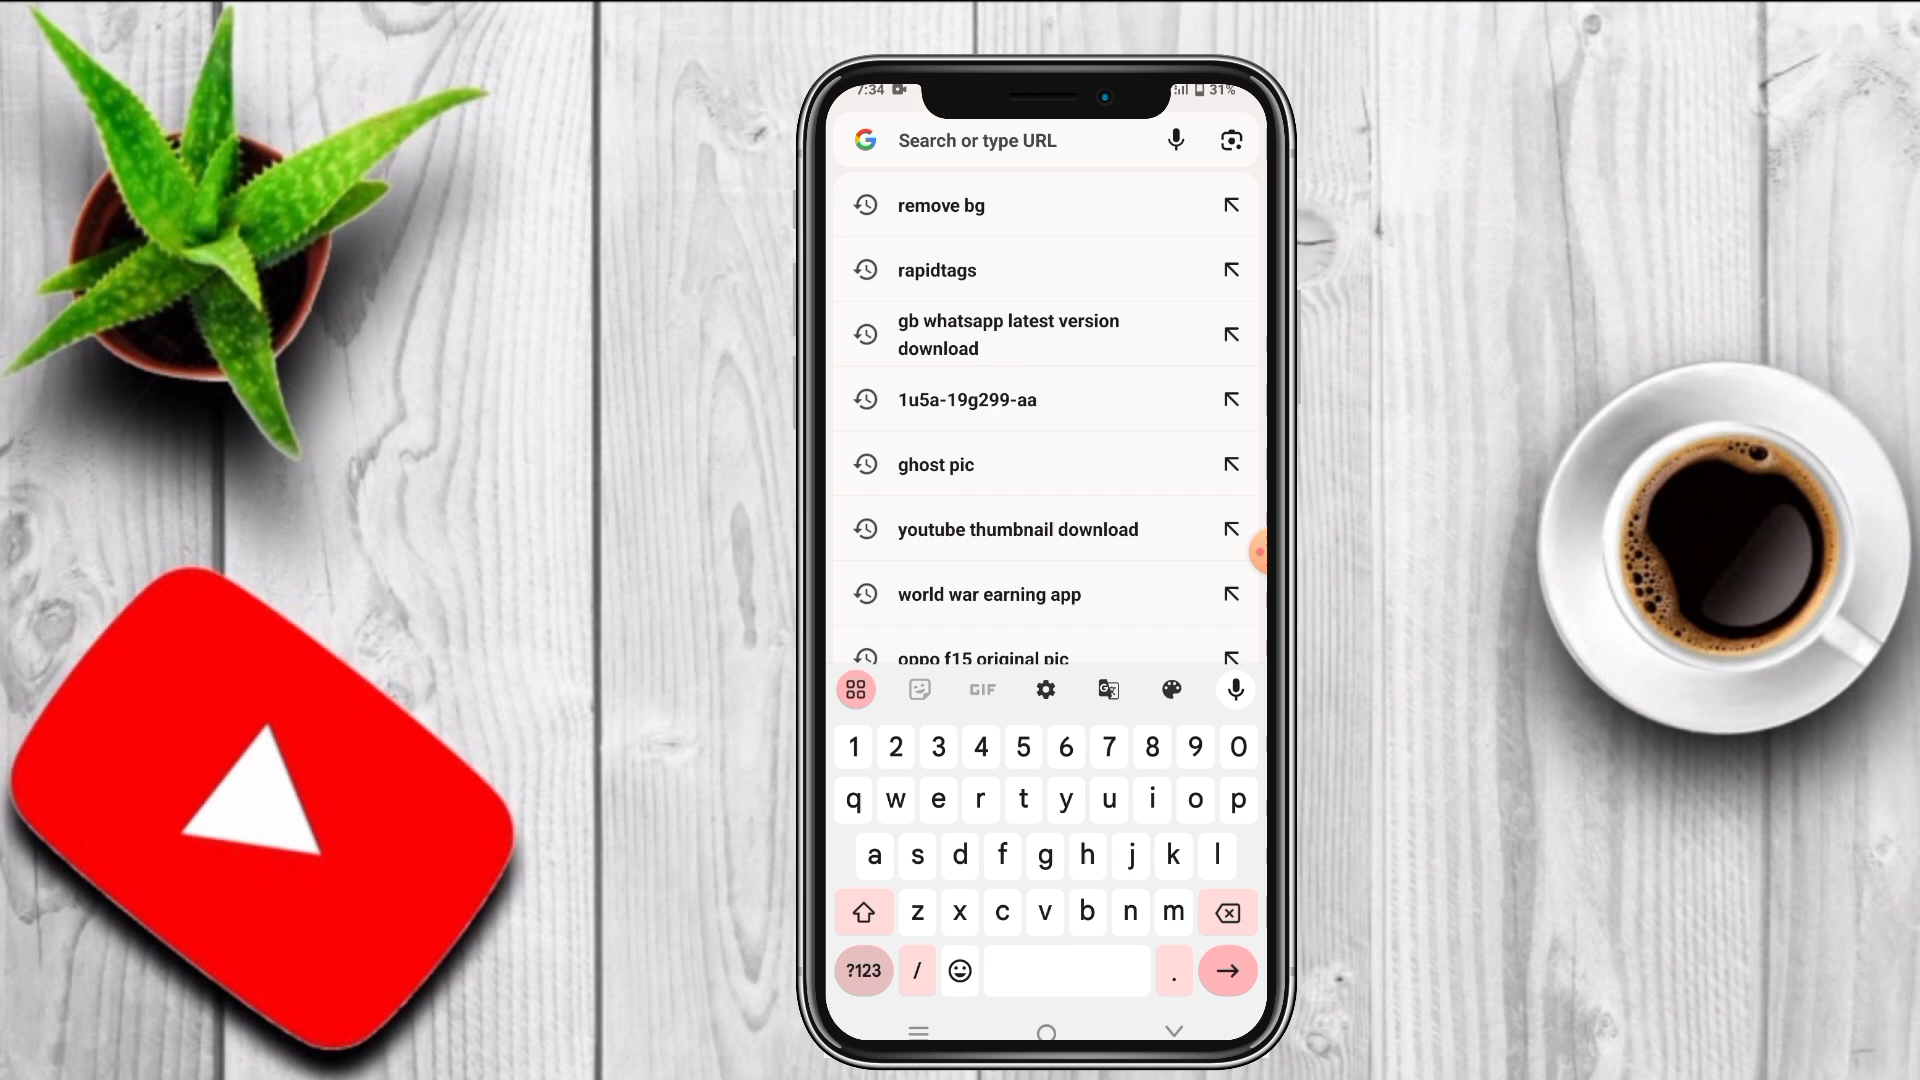 7:34 31%
Search or type URL
remove bg
rapidtags
gb whatsapp latest version
download
1u5a-19g299-aa
ghost pic
youtube thumbnail download
world war earning app
oppo f15 original pic
GIF
1 2 3 4 5 6 7 8 9 0
q w e r t y u i o p
a s d f g h j k l
z x c v b n m
?123 / .